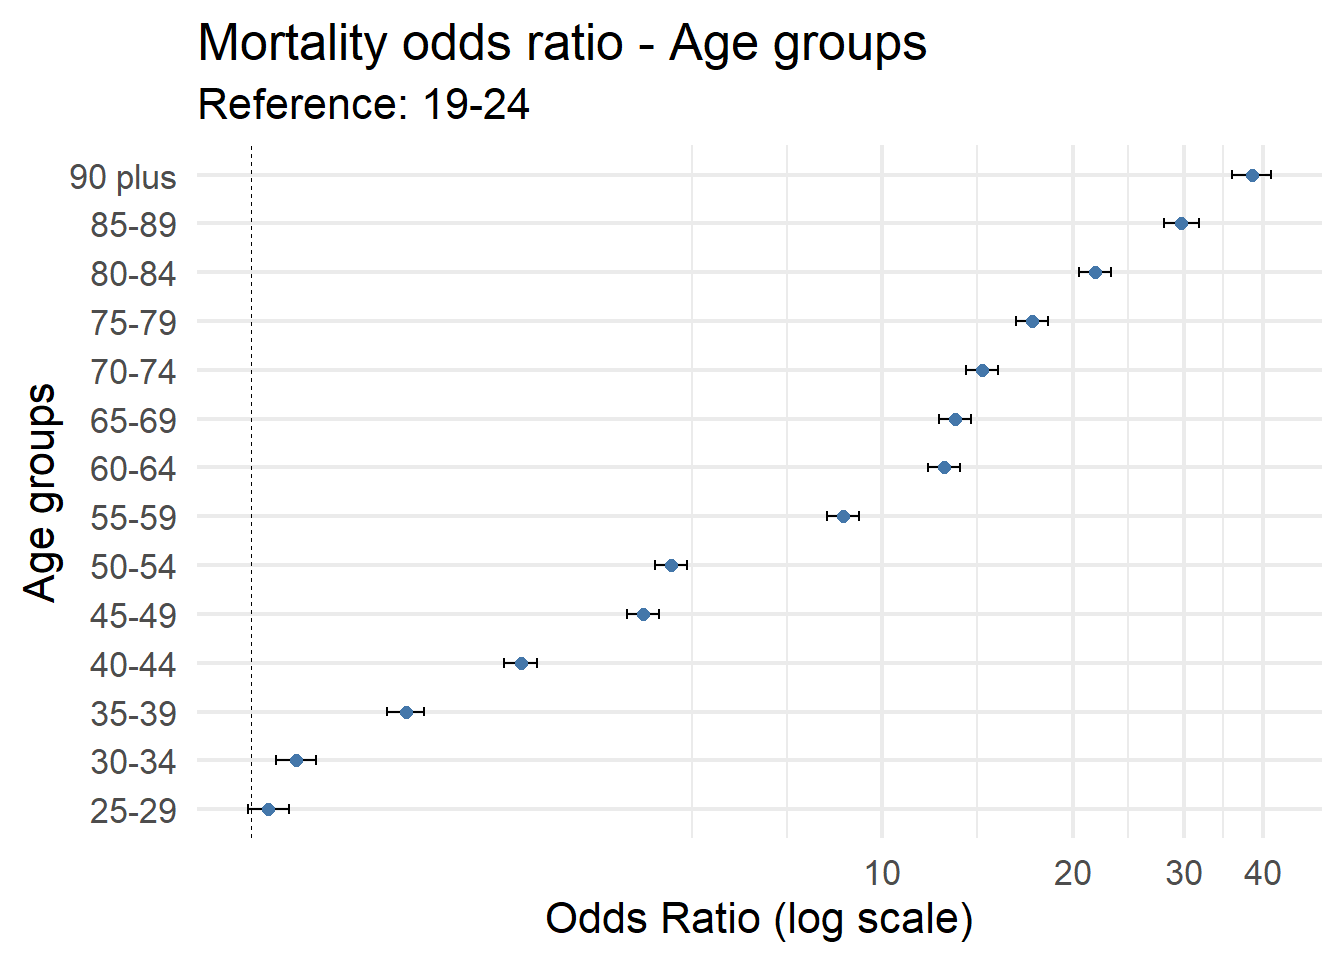 Mortality odds ratio - Age groups
Reference: 19-24
Age groups
90 plus
85-89
80-84
75-79
70-74
65-69
60-64
55-59
50-54
45-49
40-44
35-39
30-34
25-29
10 20 30 40
Odds Ratio (log scale)